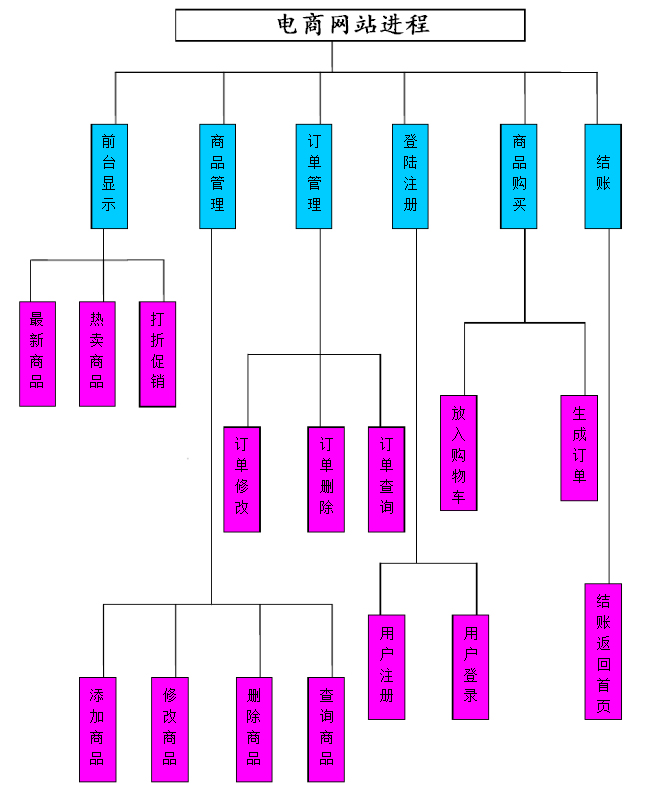 电商网站进程
前台显示
商品管理
订单管理
登陆注册
商品购买
结账
最新商品
热卖商品
打折促销
放入购物车
生成订单
订单修改
订单删除
订单查询
结账返回首页
用户注册
用户登录
添加商品
修改商品
删除商品
查询商品